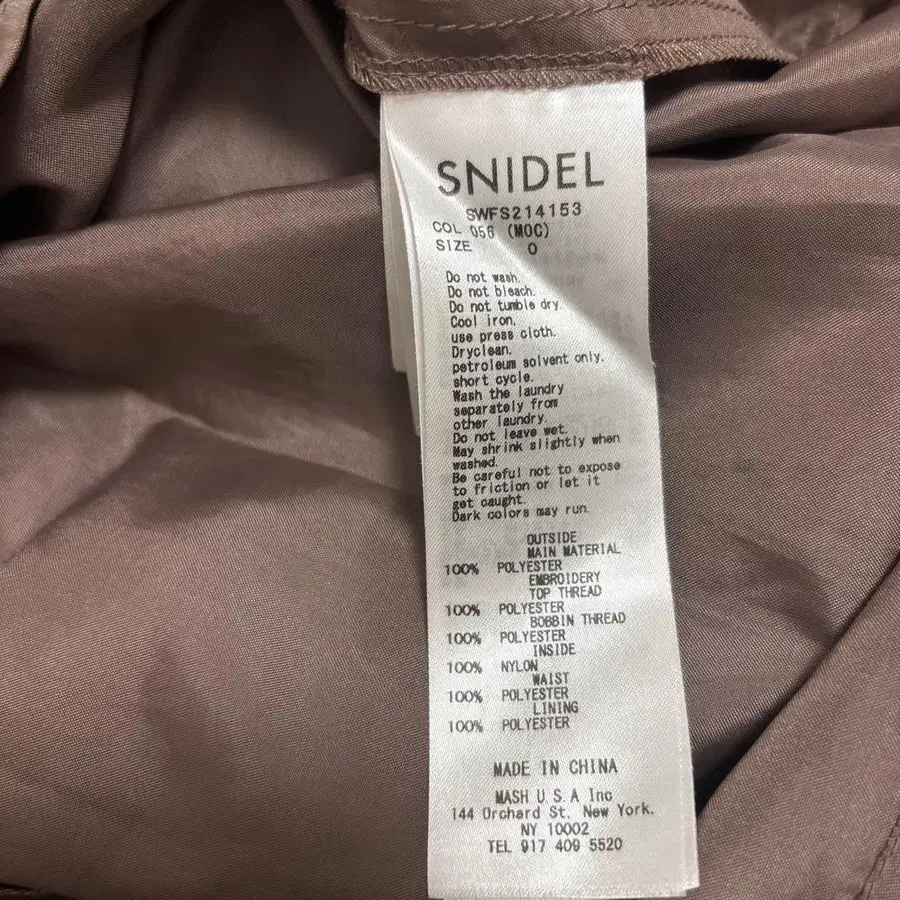 SNIDEL
SWFS214153
COL 056 (MOC)
SIZE 0
Do not wash.
Do not bleach.
Do not tumble dry.
Cool iron.
use press cloth.
Dryclean.
petroleum solvent only.
short cycle.
Wash the laundry
separately from
other laundry.
Do not leave wet.
May shrink slightly when
washed.
Be careful not to expose
to friction or let it
get caught.
Dark colors may run.
OUTSIDE
MAIN MATERIAL
100% POLYESTER
EMBROIDERY
TOP THREAD
100% POLYESTER
BOBBIN THREAD
100% POLYESTER
INSIDE
100% NYLON
WAIST
100% POLYESTER
LINING
100% POLYESTER
MADE IN CHINA
MASH U.S.A Inc
144 Orchard St, New York.
NY 10002
TEL 917 409 5520